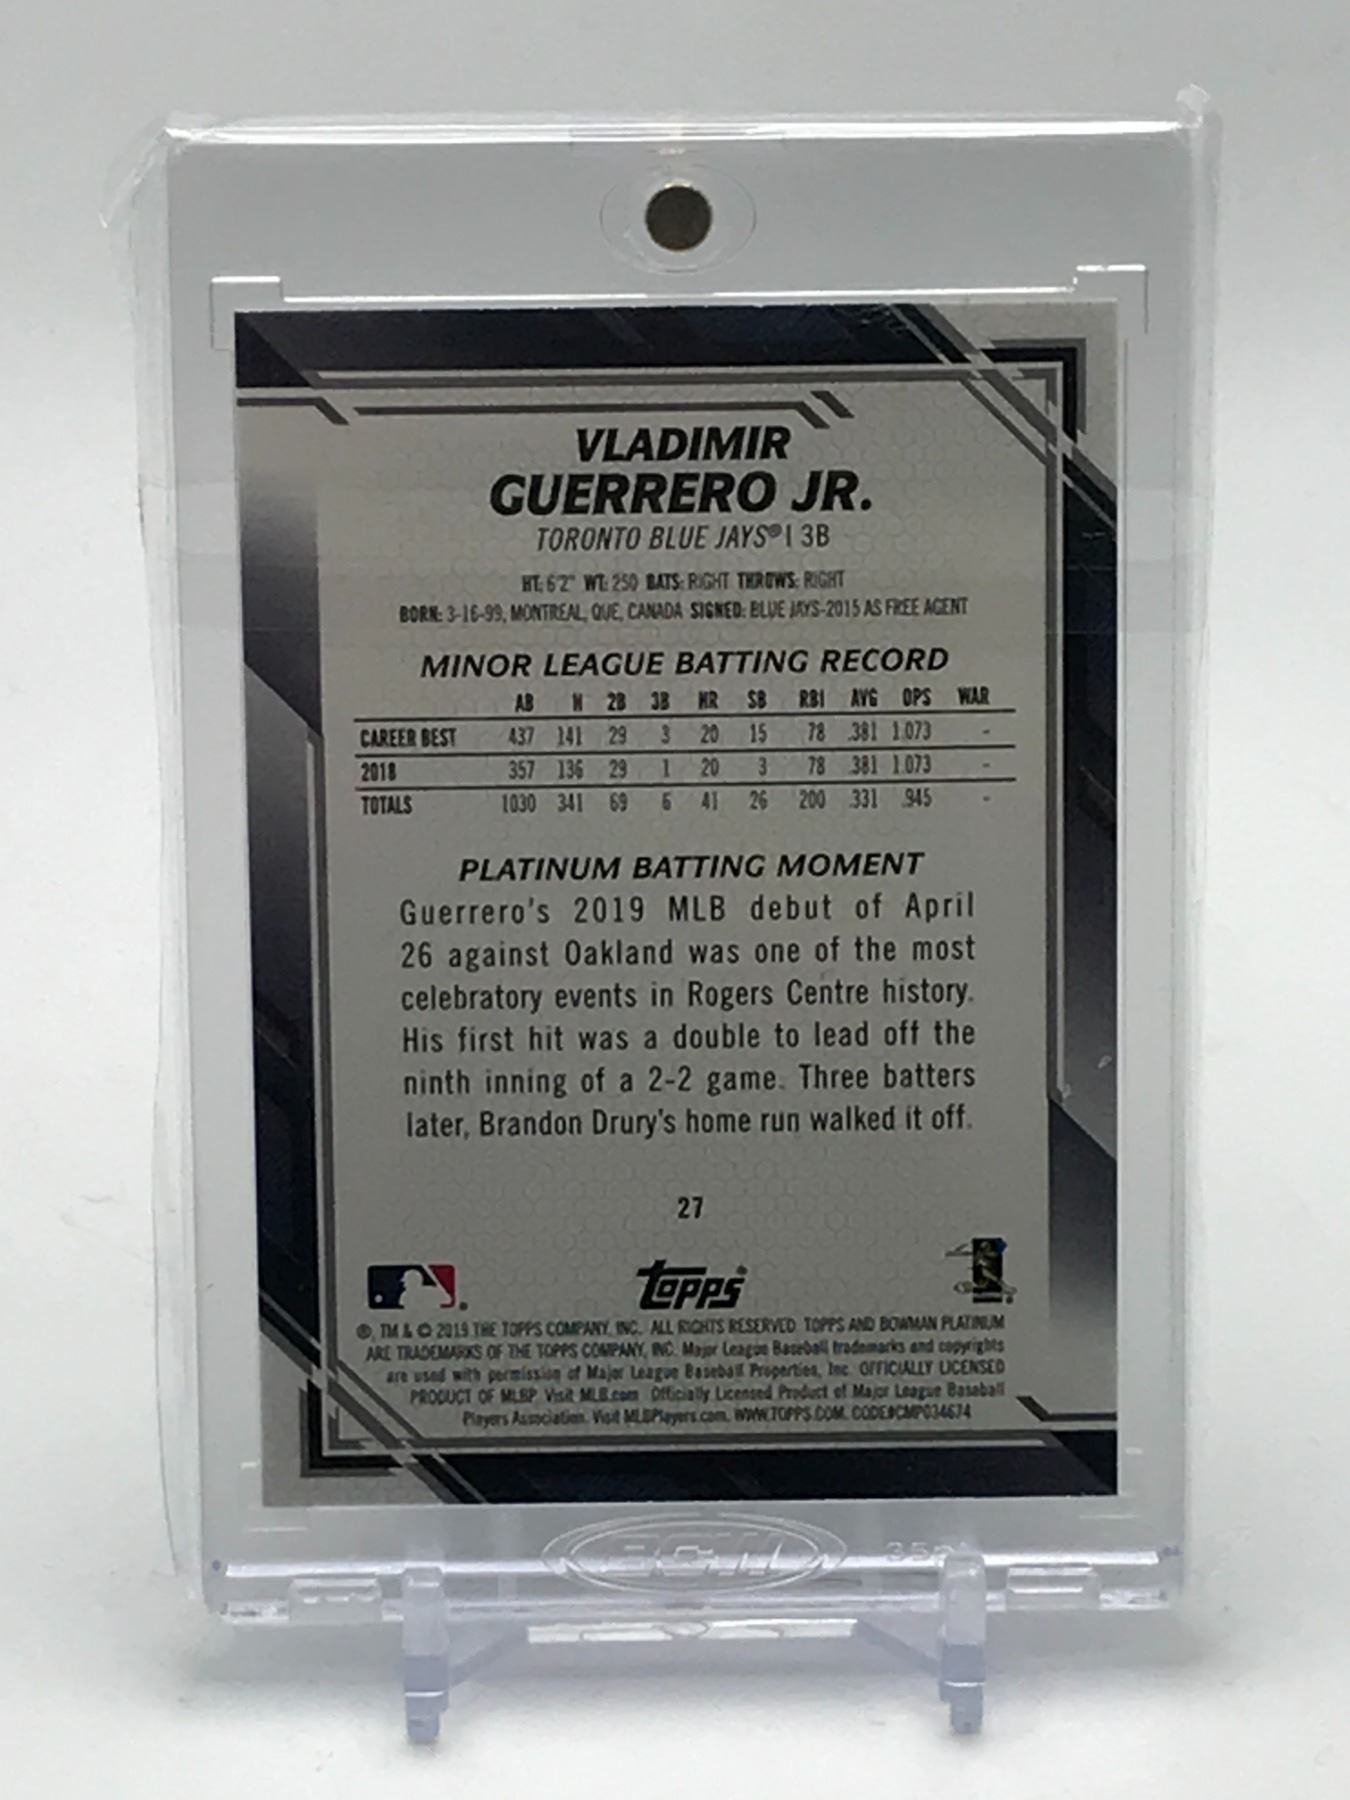 VLADIMIR
GUERRERO JR.
TORONTO BLUE JAYS® | 3B
HT: 6'2" WT: 250 BATS: RIGHT THROWS: RIGHT
BORN: 3-16-99, MONTREAL, QUE, CANADA SIGNED: BLUE JAYS-2015 AS FREE AGENT
MINOR LEAGUE BATTING RECORD
AB H 2B 3B HR SB RBI AVG OPS WAR
CAREER BEST 437 141 29 3 20 15 78 .381 1.073 -
2018 357 136 29 1 20 3 78 .381 1.073 -
TOTALS 1030 341 69 6 41 26 200 .331 .945 -
PLATINUM BATTING MOMENT
Guerrero's 2019 MLB debut of April
26 against Oakland was one of the most
celebratory events in Rogers Centre history.
His first hit was a double to lead off the
ninth inning of a 2-2 game. Three batters
later, Brandon Drury's home run walked it off.
27
topps®
®, TM & © 2019 THE TOPPS COMPANY, INC. ALL RIGHTS RESERVED. TOPPS AND BOWMAN PLATINUM
ARE TRADEMARKS OF THE TOPPS COMPANY, INC. Major League Baseball trademarks and copyrights
are used with permission of Major League Baseball Properties, Inc. OFFICIALLY LICENSED
PRODUCT OF MLBP Visit MLB.com Officially Licensed Product of Major League Baseball
Players Association. Visit MLBPlayers.com. WWW.TOPPS.COM. CODE#CMP034674
BCW